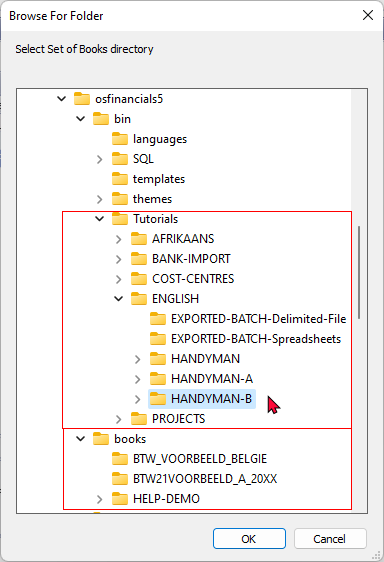 Browse For Folder
Select Set of Books directory
osfinancials5
bin
languages
SQL
templates
themes
Tutorials
AFRIKAANS
BANK-IMPORT
COST-CENTRES
ENGLISH
EXPORTED-BATCH-Delimited-File
EXPORTED-BATCH-Spreadsheets
HANDYMAN
HANDYMAN-A
HANDYMAN-B
PROJECTS
books
BTW_VOORBEELD_BELGIE
BTW21VOORBEELD_A_20XX
HELP-DEMO
OK
Cancel